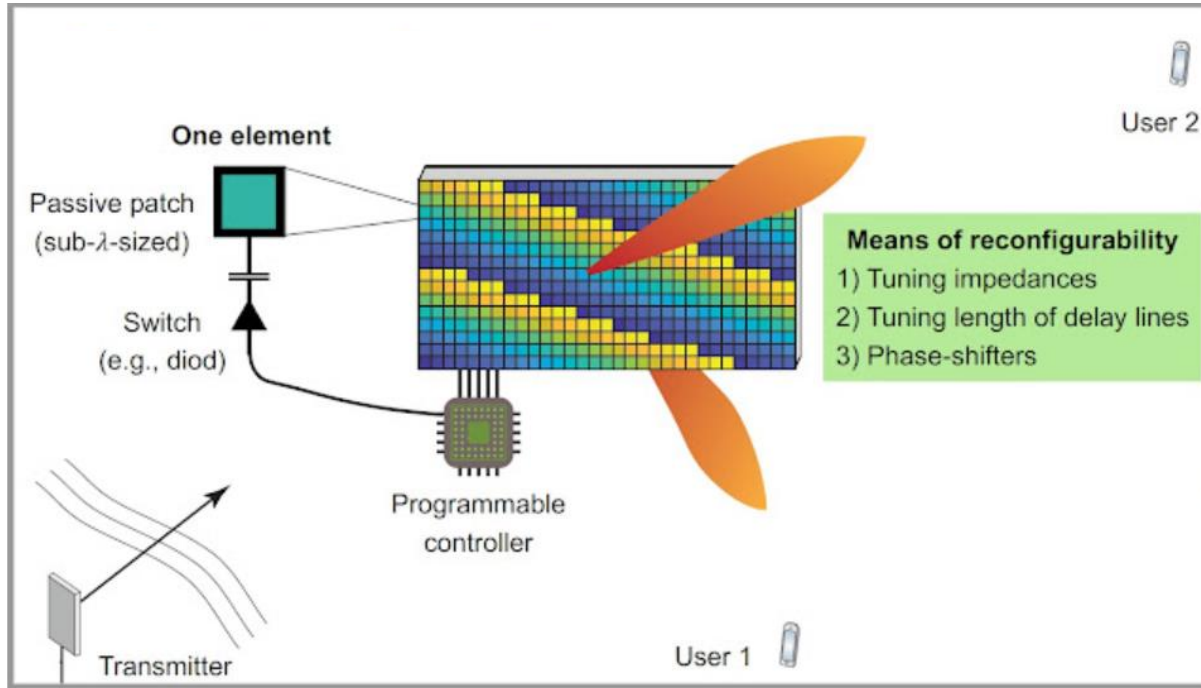 User 2
One element
Passive patch
(sub-λ-sized)
Switch
(e.g., diod)
Means of reconfigurability
1) Tuning impedances
2) Tuning length of delay lines
3) Phase-shifters
Programmable
controller
Transmitter
User 1